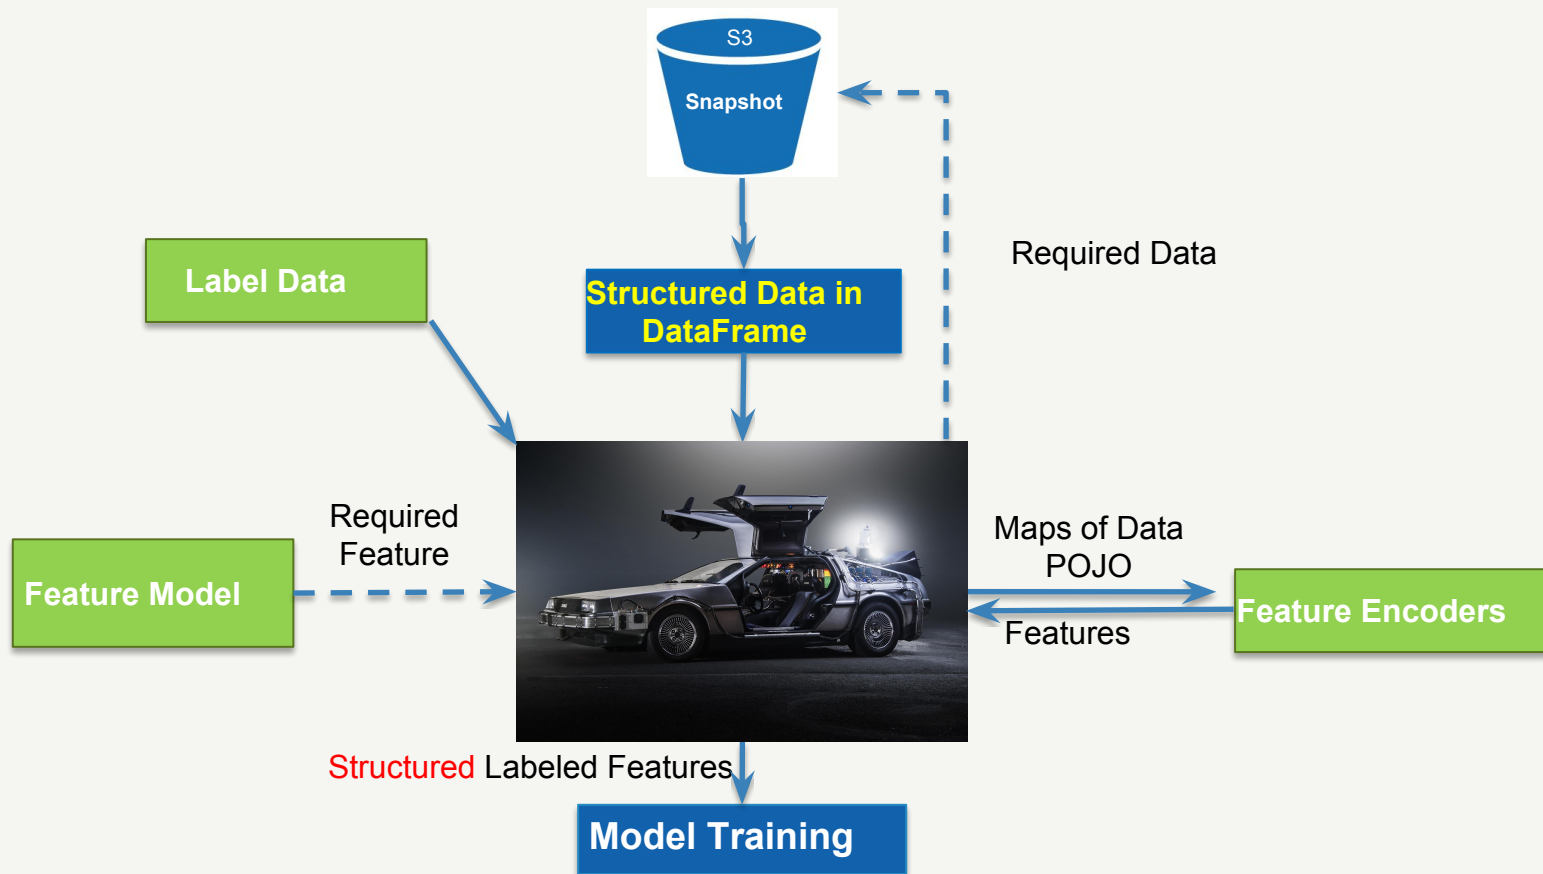 S3
Snapshot
Required Data
Label Data
Structured Data in
DataFrame
Required
Feature
Feature Model
Maps of Data
POJO
Features
Feature Encoders
Structured Labeled Features
Model Training